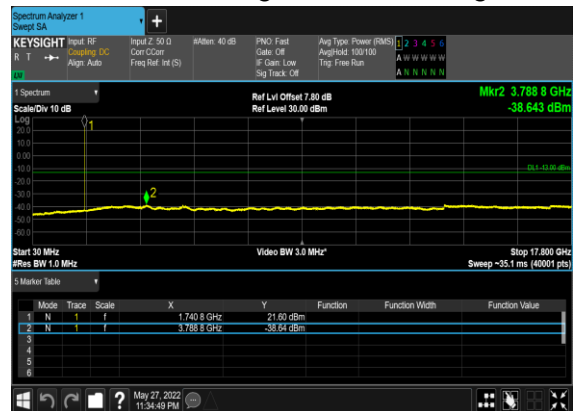 Spectrum Analyzer 1
Swept SA
+
KEYSIGHT Input: RF Input Z: 50 Ω #Atten: 40 dB PNO: Fast Avg Type: Power (RMS) 1 2 3 4 5 6
R T Coupling: DC Corr CCorr Gate: Off Avg|Hold: 100/100 A W W W W W
Align: Auto Freq Ref: Int (S) IF Gain: Low Trig: Free Run
LW Sig Track: Off A N N N N N
1 Spectrum Ref Lvl Offset 7.80 dB Mkr2 3.788 8 GHz
Scale/Div 10 dB Ref Level 30.00 dBm -38.643 dBm
Log
20.0
10.0
0.00
-10.0
-20.0
-30.0
-40.0
-50.0
-60.0
1
DL1 -13.00 dBm
2
Start 30 MHz Video BW 3.0 MHz* Stop 17.800 GHz
#Res BW 1.0 MHz Sweep ~35.1 ms (40001 pts)
5 Marker Table
Mode Trace Scale X Y Function Function Width Function Value
1 N 1 f 1.740 8 GHz 21.60 dBm
2 N 1 f 3.788 8 GHz -38.64 dBm
3
4
5
6
? May 27, 2022
11:34:49 PM